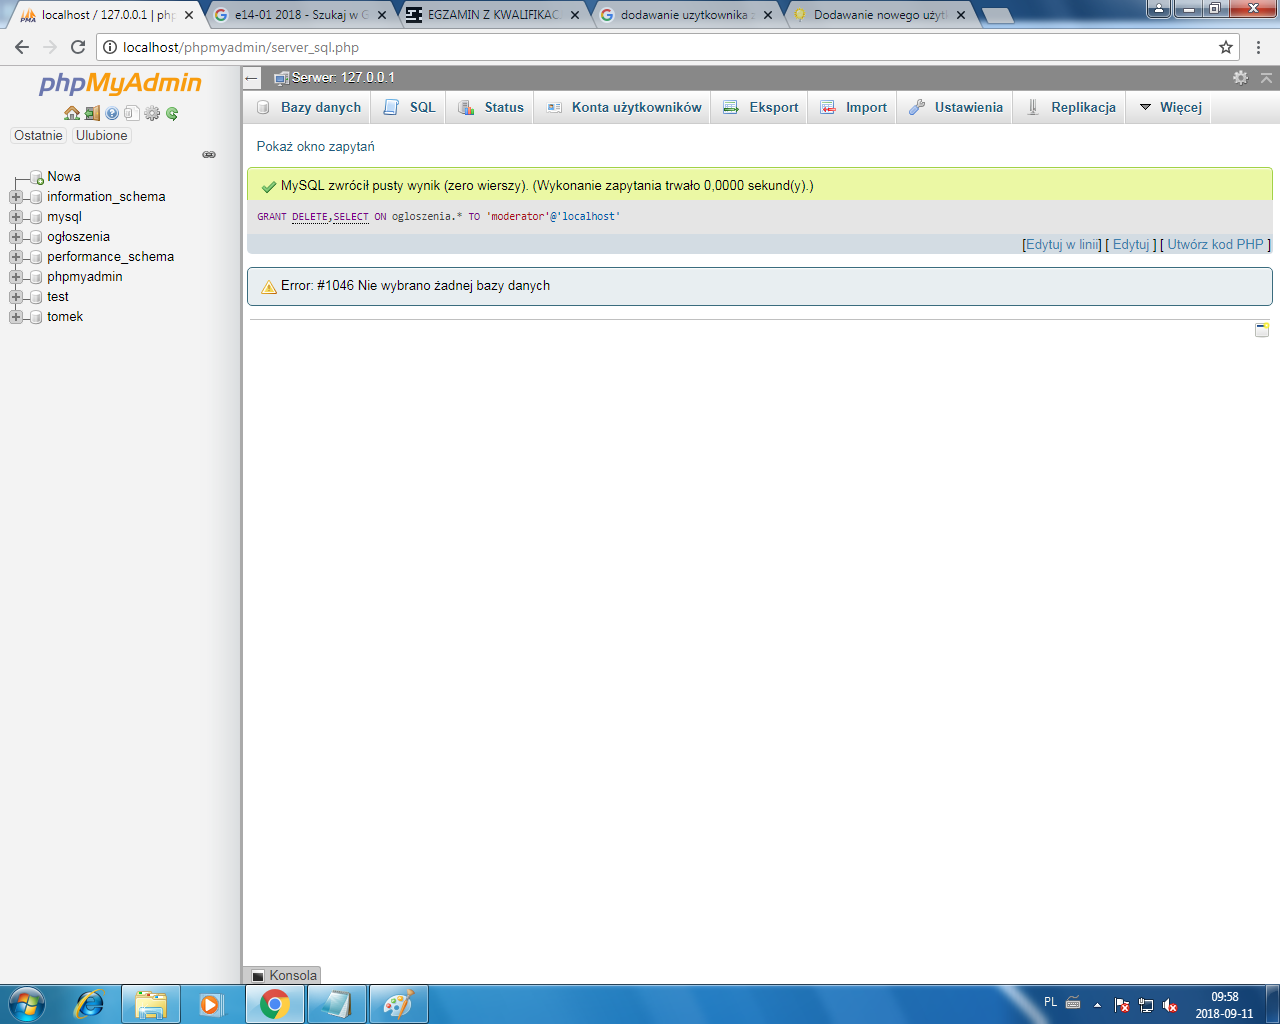 localhost / 127.0.0.1 | php
e14-01 2018 - Szukaj w G
EGZAMIN Z KWALIFIKAC
dodawanie uzytkownika z
Dodawanie nowego użytk
localhost/phpmyadmin/server_sql.php
phpMyAdmin
Ostatnie
Ulubione
Nowa
information_schema
mysql
ogłoszenia
performance_schema
phpmyadmin
test
tomek
Serwer: 127.0.0.1
Bazy danych
SQL
Status
Konta użytkowników
Eksport
Import
Ustawienia
Replikacja
Więcej
Pokaż okno zapytań
MySQL zwrócił pusty wynik (zero wierszy). (Wykonanie zapytania trwało 0,0000 sekund(y).)
GRANT DELETE,SELECT ON ogloszenia.* TO 'moderator'@'localhost'
[Edytuj w linii] [ Edytuj ] [ Utwórz kod PHP ]
Error: #1046 Nie wybrano żadnej bazy danych
Konsola
PL
09:58
2018-09-11